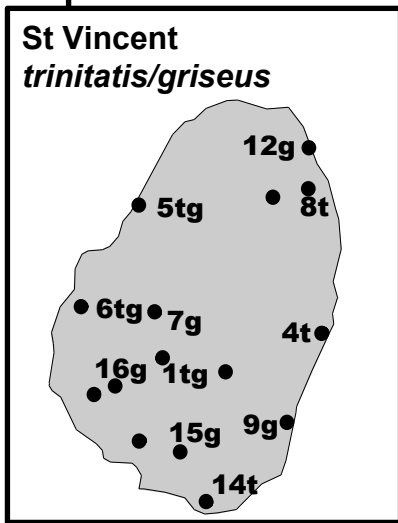 St Vincent
trinitatis/griseus
12g
8t
5tg
6tg
7g
4t
16g
1tg
9g
15g
14t